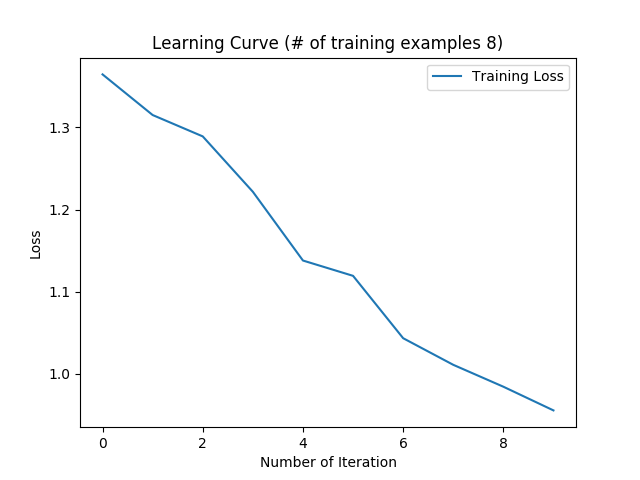 Learning Curve (# of training examples 8)
Training Loss
1.3
1.2
1.1
1.0
Loss
0 2 4 6 8
Number of Iteration